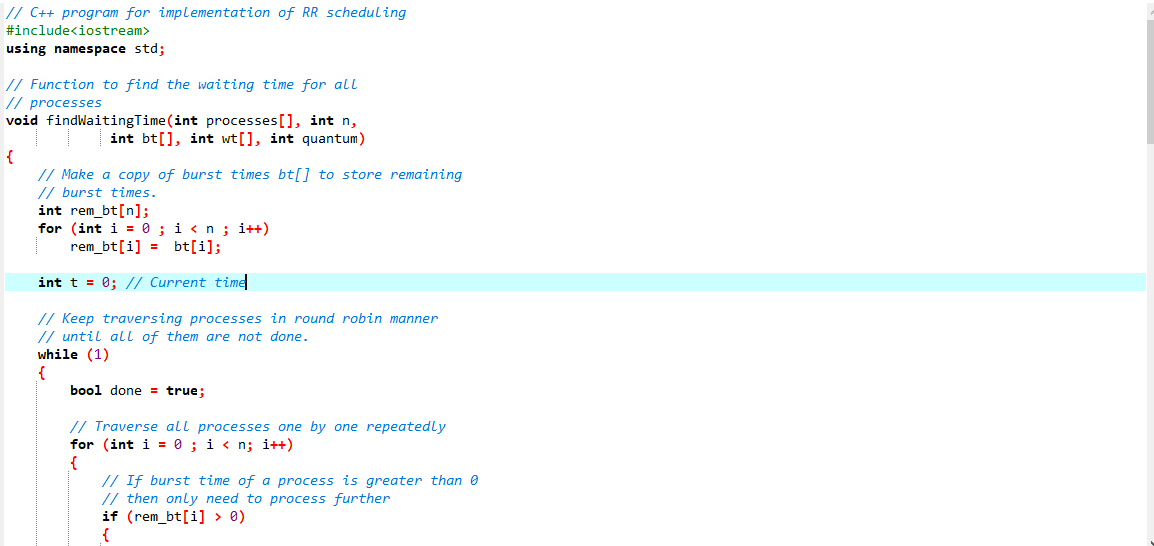 // C++ program for implementation of RR scheduling
#include<iostream>
using namespace std;

// Function to find the waiting time for all
// processes
void findWaitingTime(int processes[], int n,
            int bt[], int wt[], int quantum)
{
    // Make a copy of burst times bt[] to store remaining
    // burst times.
    int rem_bt[n];
    for (int i = 0 ; i < n ; i++)
        rem_bt[i] =  bt[i];

    int t = 0; // Current time

    // Keep traversing processes in round robin manner
    // until all of them are not done.
    while (1)
    {
        bool done = true;

        // Traverse all processes one by one repeatedly
        for (int i = 0 ; i < n; i++)
        {
            // If burst time of a process is greater than 0
            // then only need to process further
            if (rem_bt[i] > 0)
            {